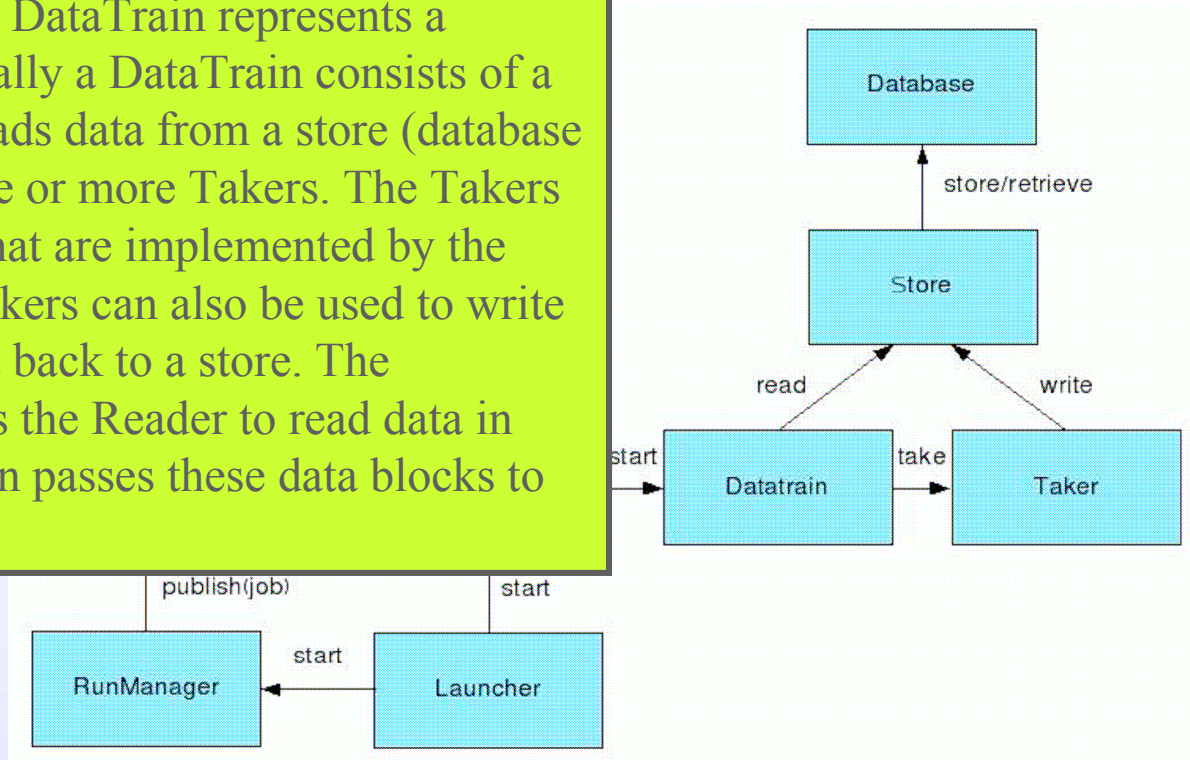 DataTrain represents a
ally a DataTrain consists of a
ads data from a store (database
e or more Takers. The Takers
hat are implemented by the
kers can also be used to write
back to a store. The
s the Reader to read data in
n passes these data blocks to
Database
store/retrieve
Store
read
write
start
Datatrain
take
Taker
publish(job)
start
RunManager
start
Launcher